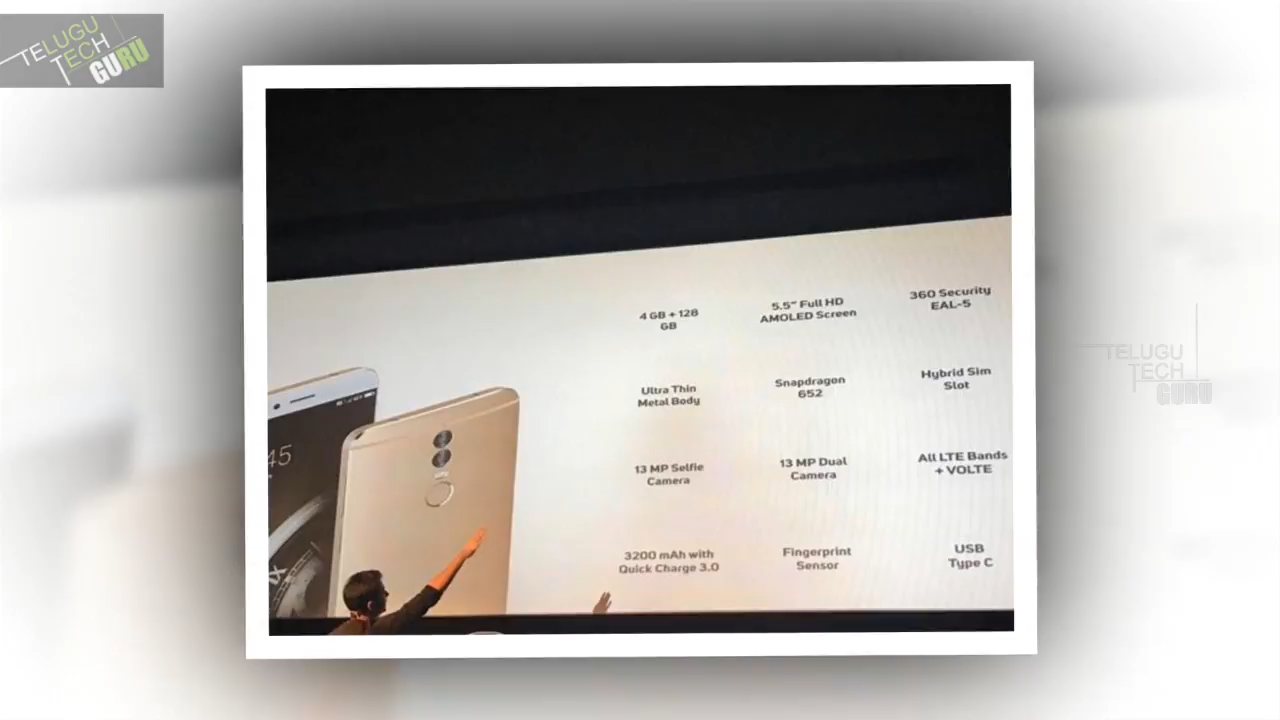 TELUGU
TECH
GURU
4 GB + 128
GB
5.5" Full HD
AMOLED Screen
360 Security
EAL-5
Ultra Thin
Metal Body
Snapdragon
652
Hybrid Sim
Slot
13 MP Selfie
Camera
13 MP Dual
Camera
All LTE Bands
+ VOLTE
3200 mAh with
Quick Charge 3.0
Fingerprint
Sensor
USB
Type C
45
TELUGU
TECH
GURU